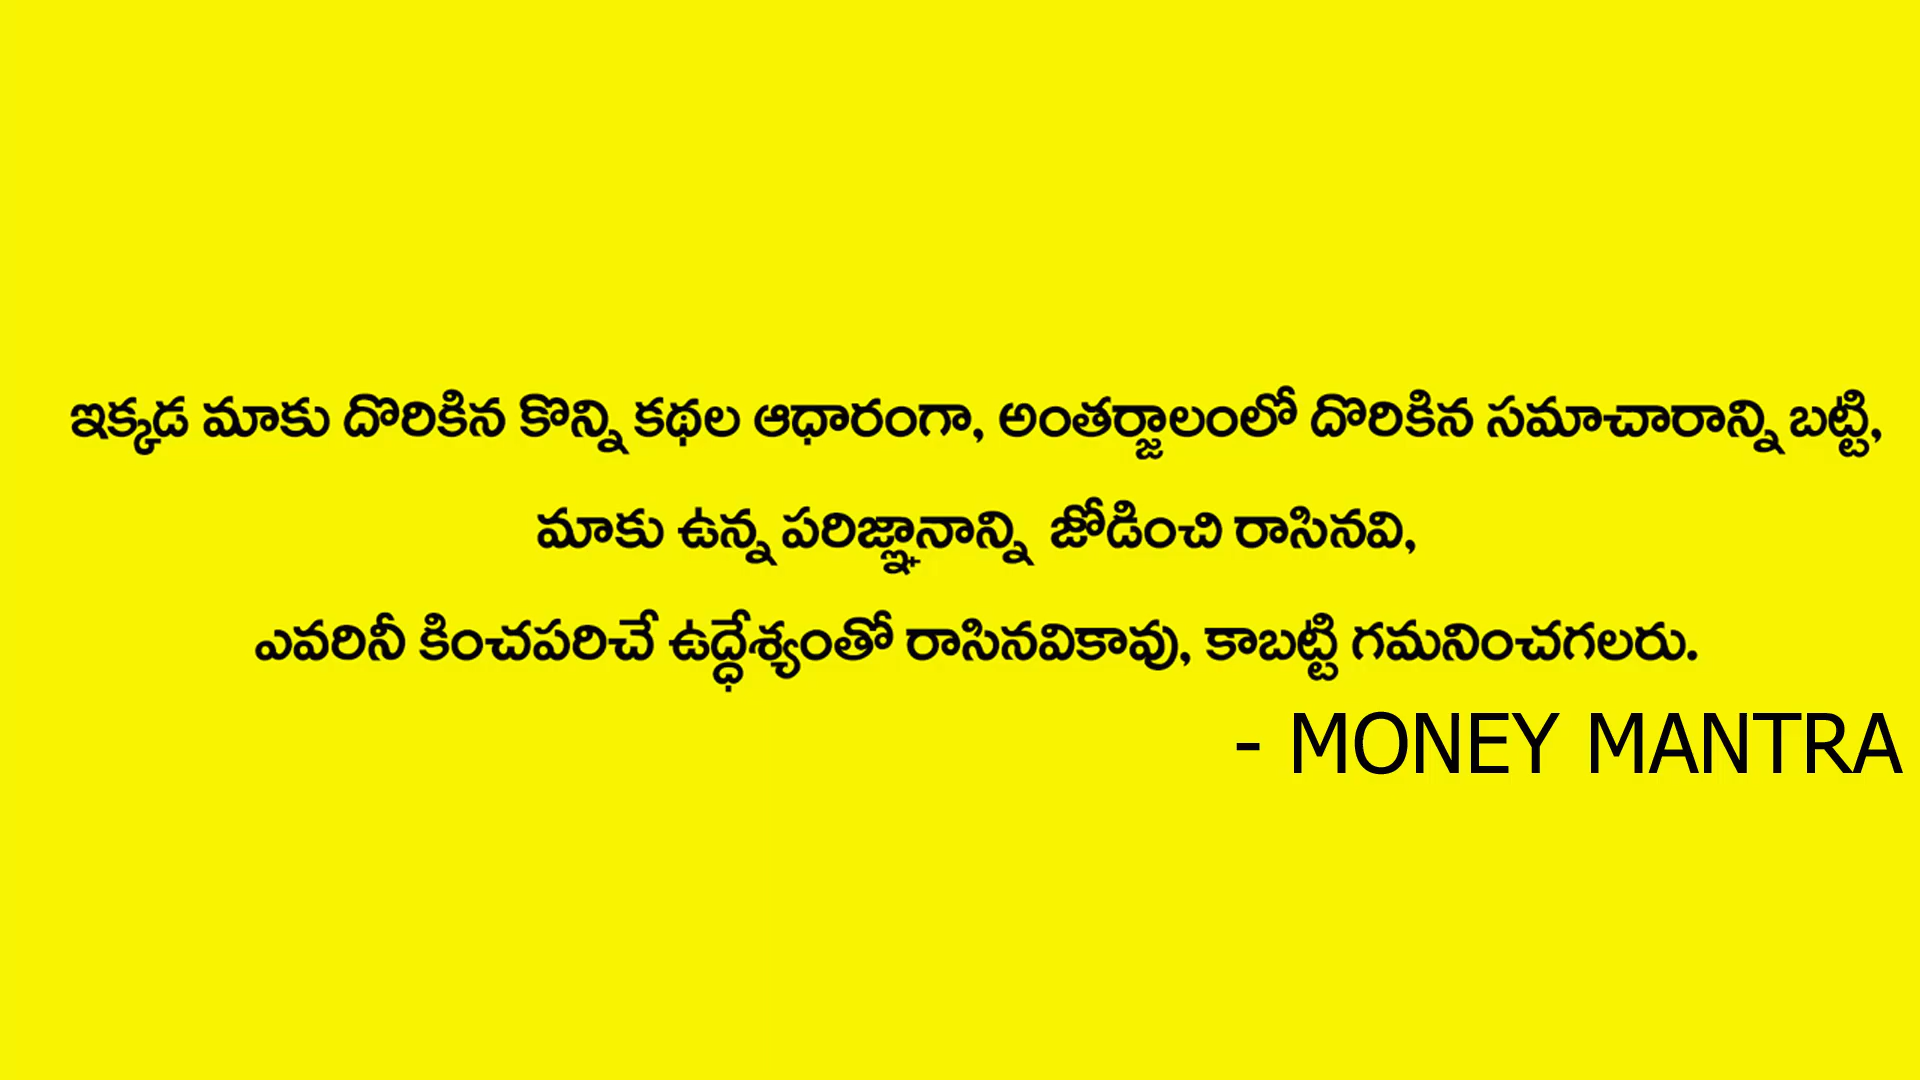 ఇక్కడ మాకు దొరికిన కొన్ని కథల ఆధారంగా, అంతర్జాలంలో దొరికిన సమాచారాన్ని బట్టి,
మాకు ఉన్న పరిజ్ఞానాన్ని జోడించి రాసినవి,
ఎవరినీ కించపరిచే ఉద్ధేశ్యంతో రాసినవికావు, కాబట్టి గమనించగలరు.
- MONEY MANTRA